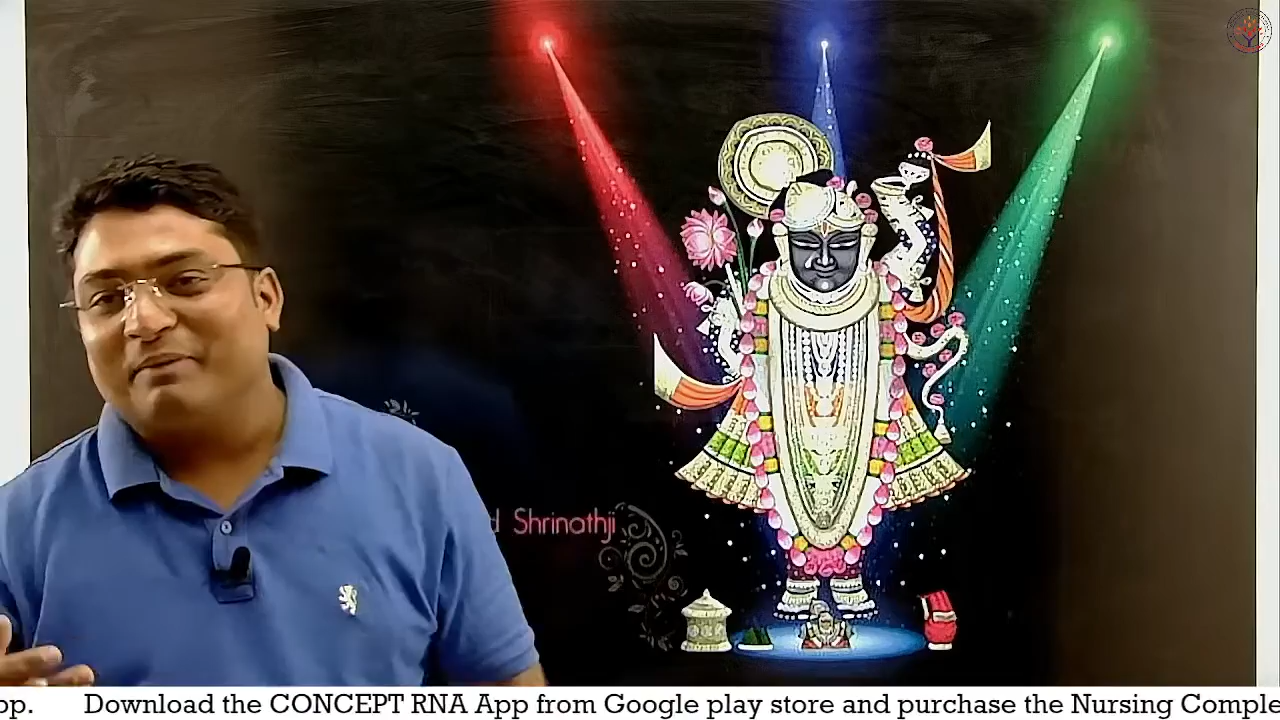 d Shrinathji
pp. Download the CONCEPT RNA App from Google play store and purchase the Nursing Comple